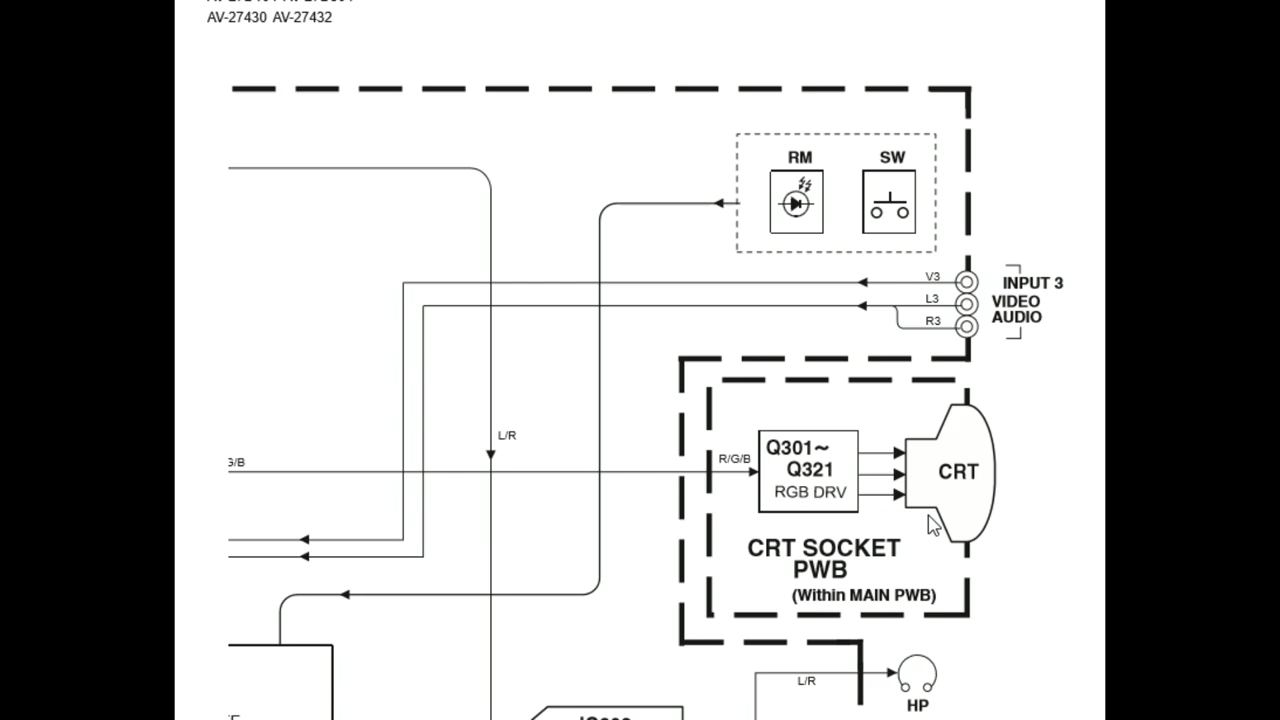 AV-27430 AV-27432
RM
SW
V3
INPUT 3
L3
VIDEO
R3
AUDIO
L/R
G/B
R/G/B
Q301~
Q321
RGB DRV
CRT
CRT SOCKET
PWB
(Within MAIN PWB)
L/R
HP